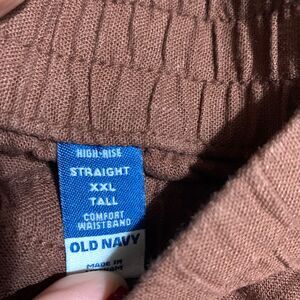 HIGH-RISE
STRAIGHT
XXL
TALL
COMFORT
WAISTBAND
OLD NAVY
MADE IN